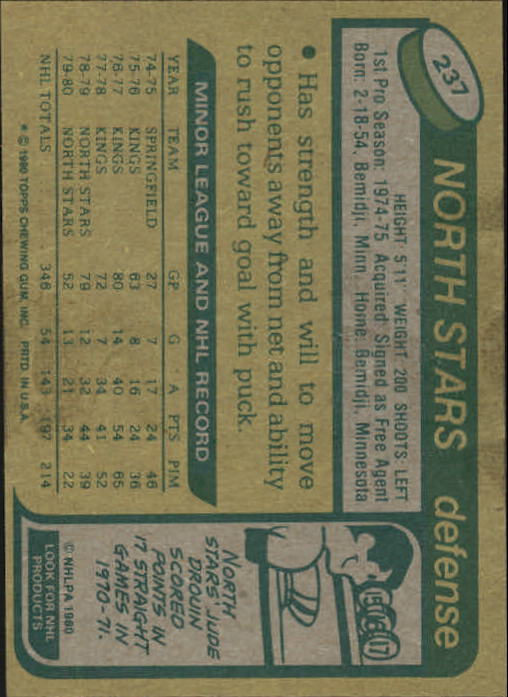 237
NORTH STARS defense
HEIGHT 5'11" WEIGHT 200 SHOOTS: LEFT
1st Pro Season: 1974-75 Acquired Signed as Free Agent
Born: 2-18-54, Bemidji, Minn. Home: Bemidji, Minnesota
● Has strength and will to move
opponents away from net and ability
to rush toward goal with puck.
MINOR LEAGUE AND NHL RECORD
YEAR TEAM GP G A PTS PIM
74-75 SPRINGFIELD 27 7 17 24 46
75-76 KINGS 63 8 16 24 36
76-77 KINGS 80 14 40 54 65
77-78 KINGS 72 7 34 41 52
78-79 NORTH STARS 79 12 32 44 39
79-80 NORTH STARS 52 13 21 34 22
NHL TOTALS 346 54 143 197 214
* © 1980 TOPPS CHEWING GUM, INC. PRTD. IN U.S.A.
15 16 17
NORTH
STARS' JUDE
DROUIN
SCORED
POINTS IN
17 STRAIGHT
GAMES IN
1970-71.
© NHLPA 1980
LOOK FOR NHL
PRODUCTS